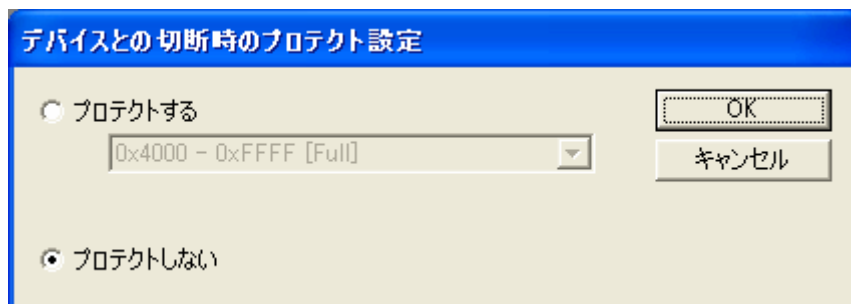 デバイスとの切断時のプロテクト設定
プロテクトする
OK
0x4000 - 0xFFFF [Full]
キャンセル
プロテクトしない